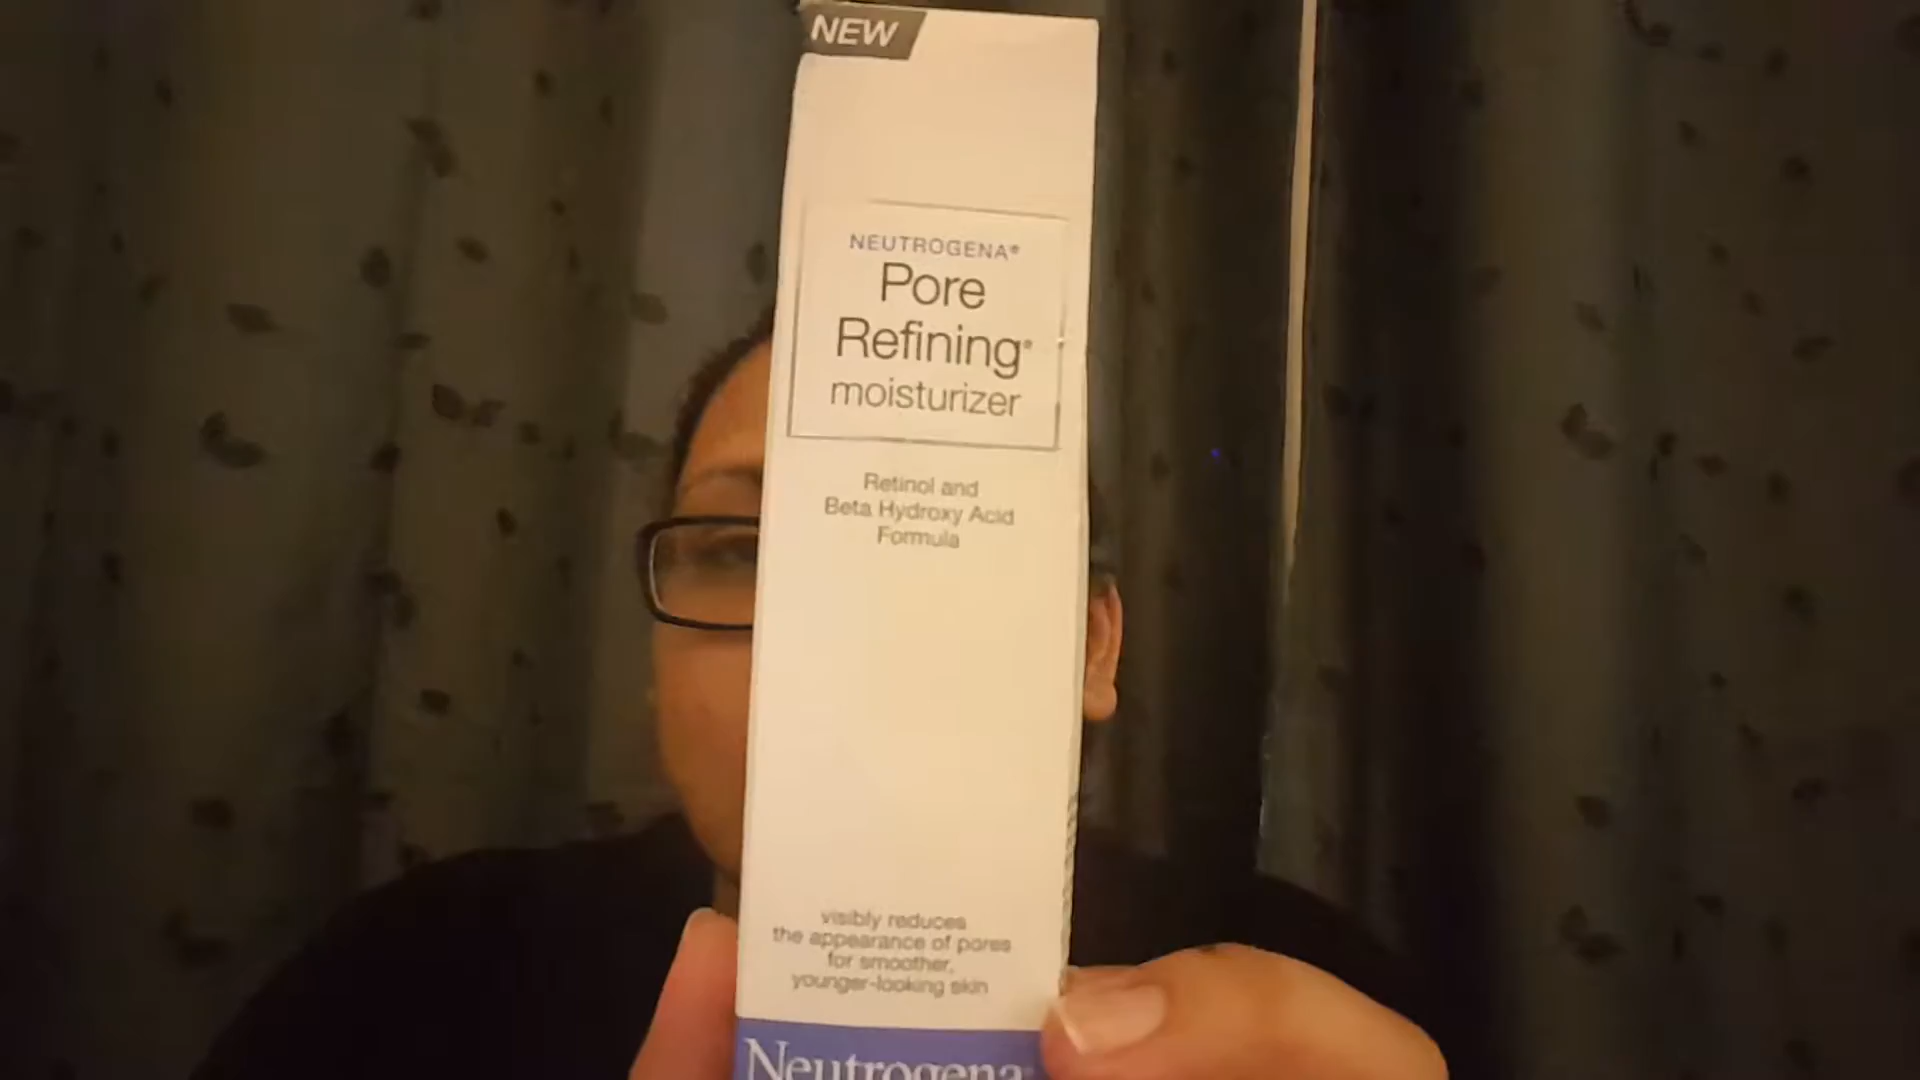 NEW
NEUTROGENA®
Pore
Refining®
moisturizer
Retinol and
Beta Hydroxy Acid
Formula
visibly reduces
the appearance of pores
for smoother,
younger-looking skin
Neutrogena®